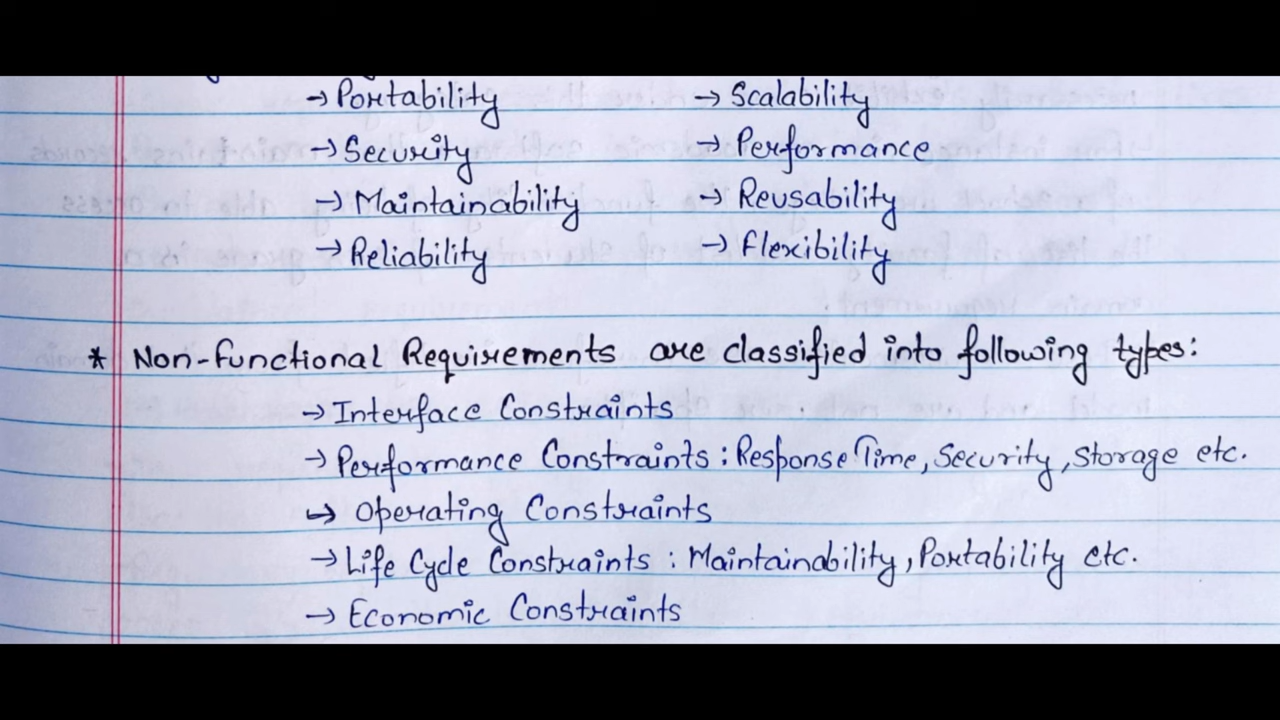 → Portability → Scalability
→ Security → Performance
→ Maintainability → Reusability
→ Reliability → Flexibility
* Non-functional Requirements are classified into following types:
→ Interface Constraints
→ Performance Constraints : Response Time, Security, Storage etc.
→ Operating Constraints
→ Life Cycle Constraints : Maintainability, Portability etc.
→ Economic Constraints